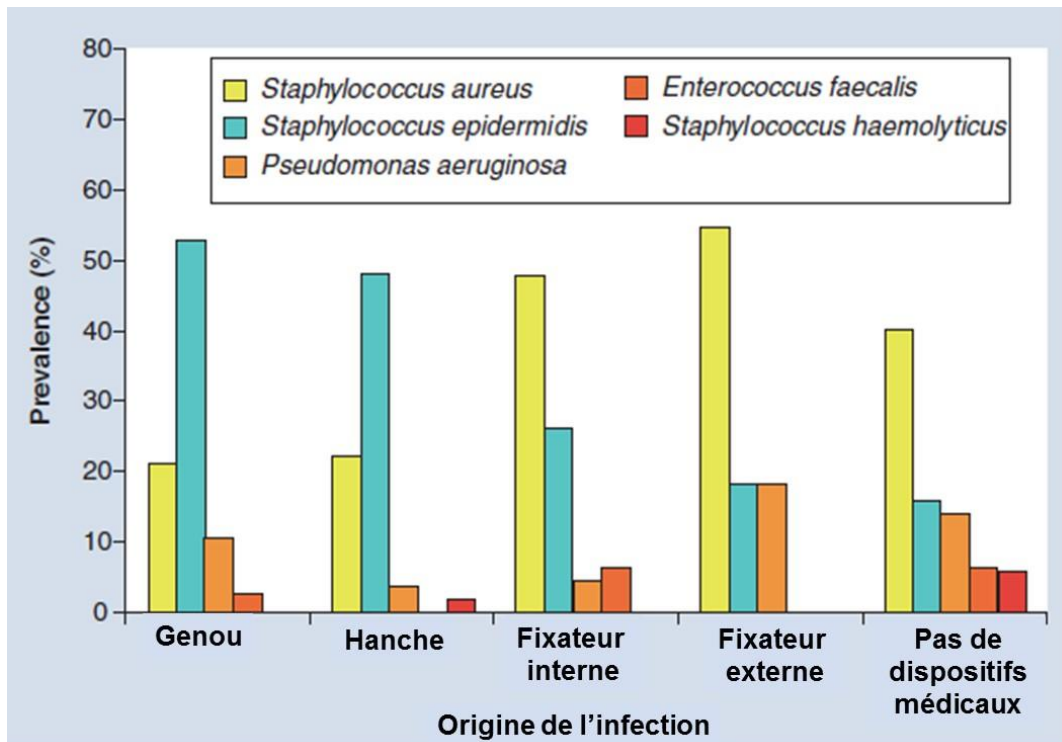 80
70
60
50
40
30
20
10
0
Prevalence (%)
Staphylococcus aureus
Staphylococcus epidermidis
Pseudomonas aeruginosa
Enterococcus faecalis
Staphylococcus haemolyticus
Genou
Hanche
Fixateur
interne
Fixateur
externe
Pas de
dispositifs
médicaux
Origine de l’infection